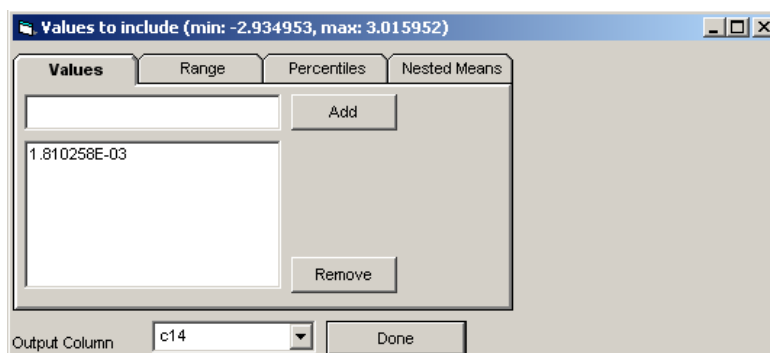 Values to include (min: -2.934953, max: 3.015952)
Values Range Percentiles Nested Means
Add
1.810258E-03
Remove
Output Column c14 Done